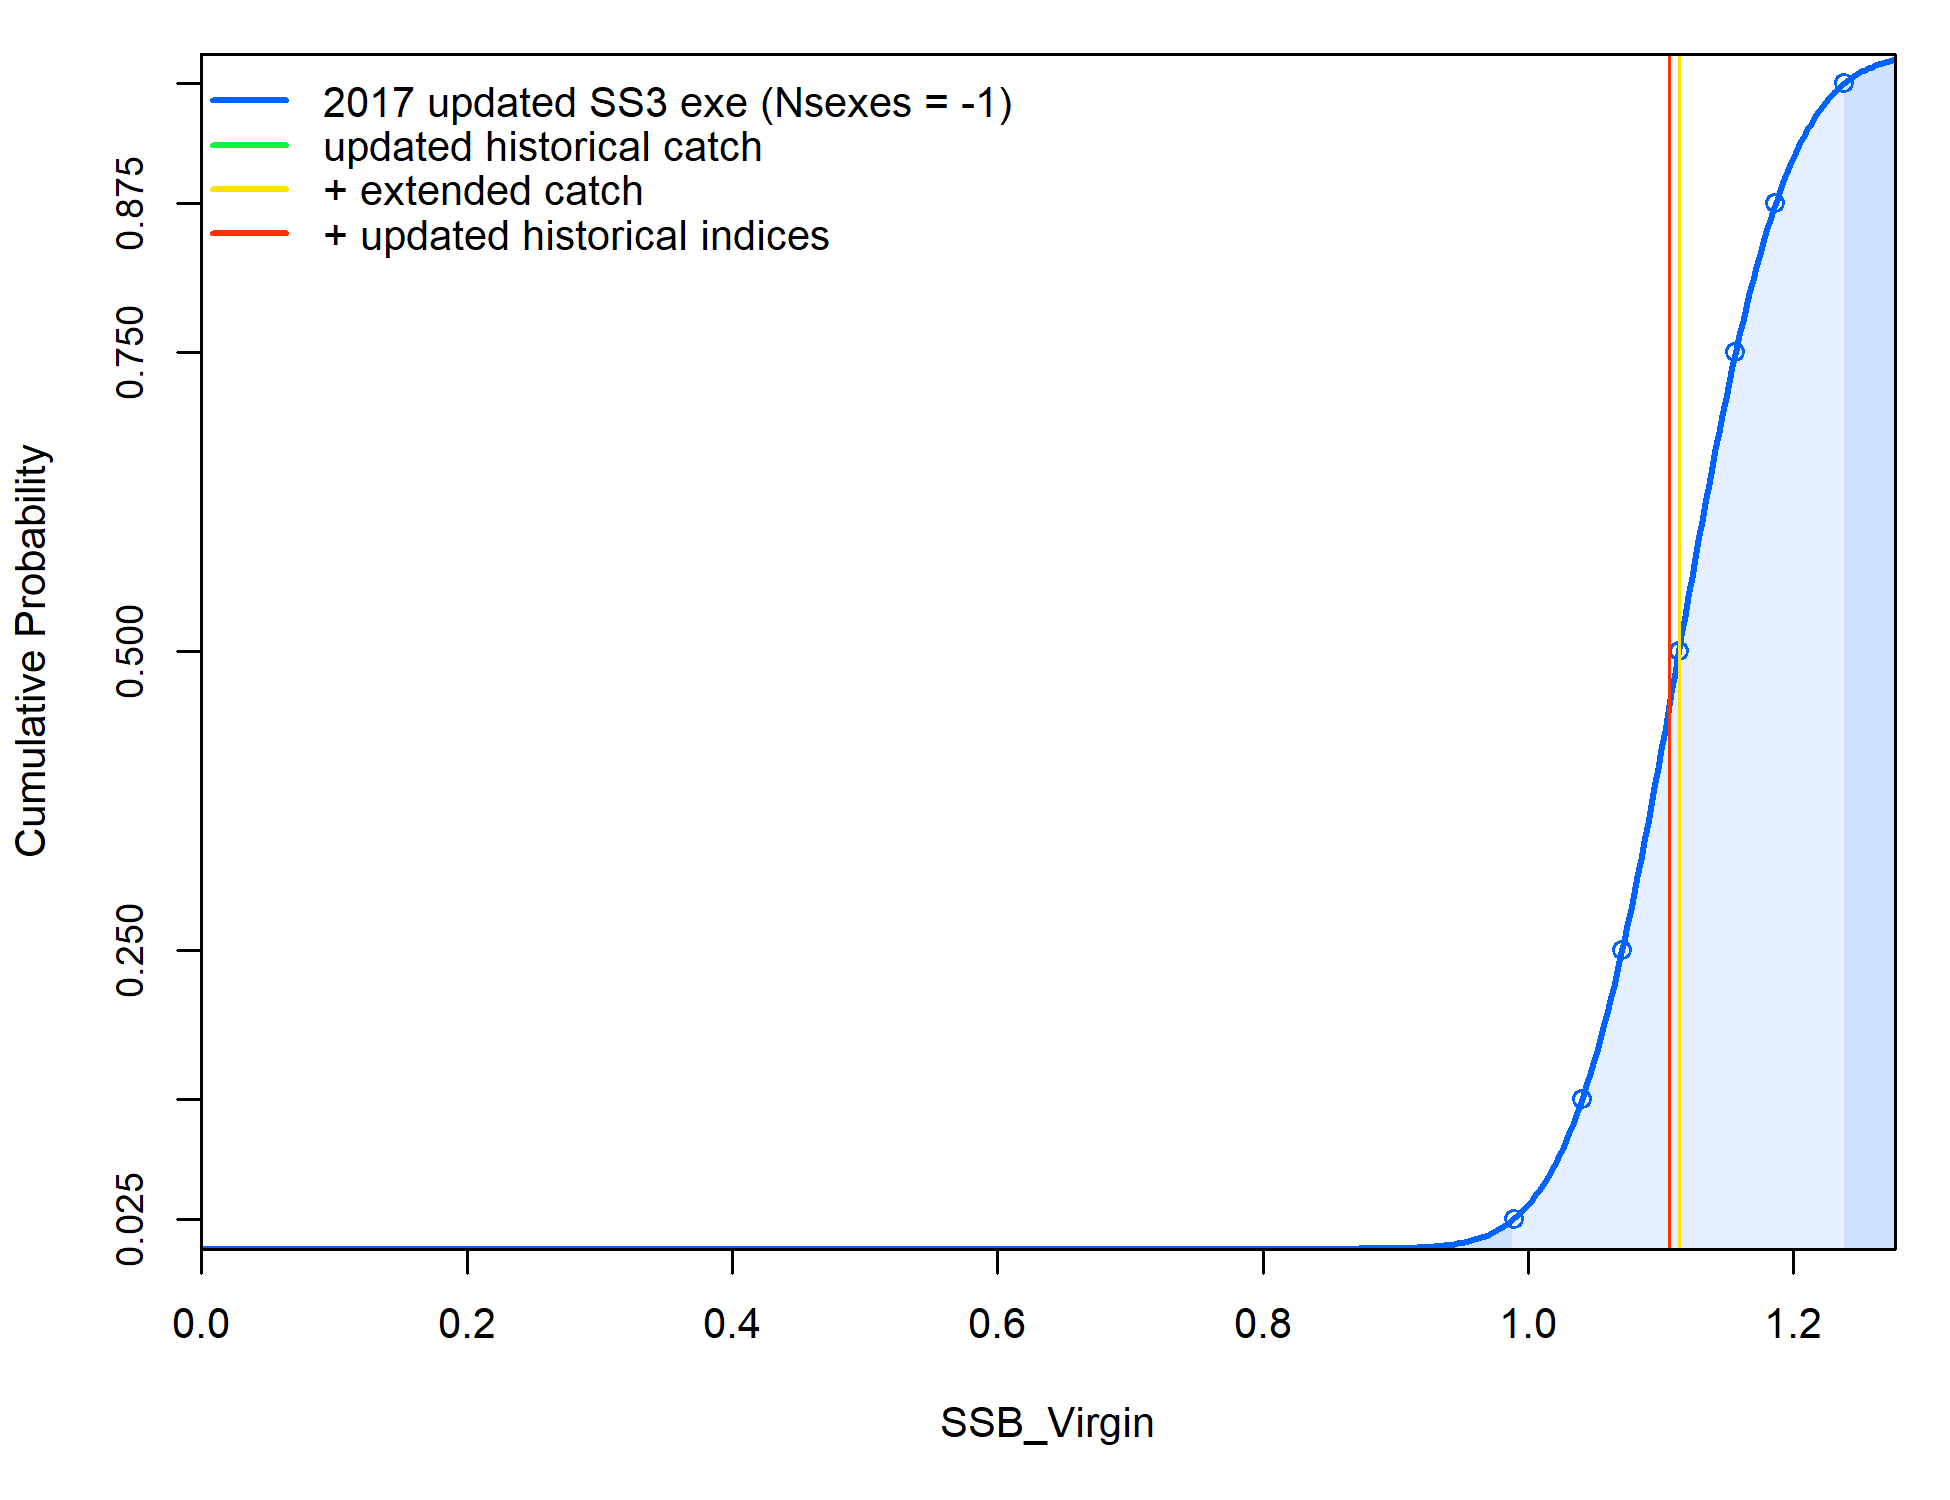 2017 updated SS3 exe (Nsexes = -1)
updated historical catch
+ extended catch
+ updated historical indices
Cumulative Probability
0.875
0.750
0.500
0.250
0.025
0.0 0.2 0.4 0.6 0.8 1.0 1.2
SSB_Virgin